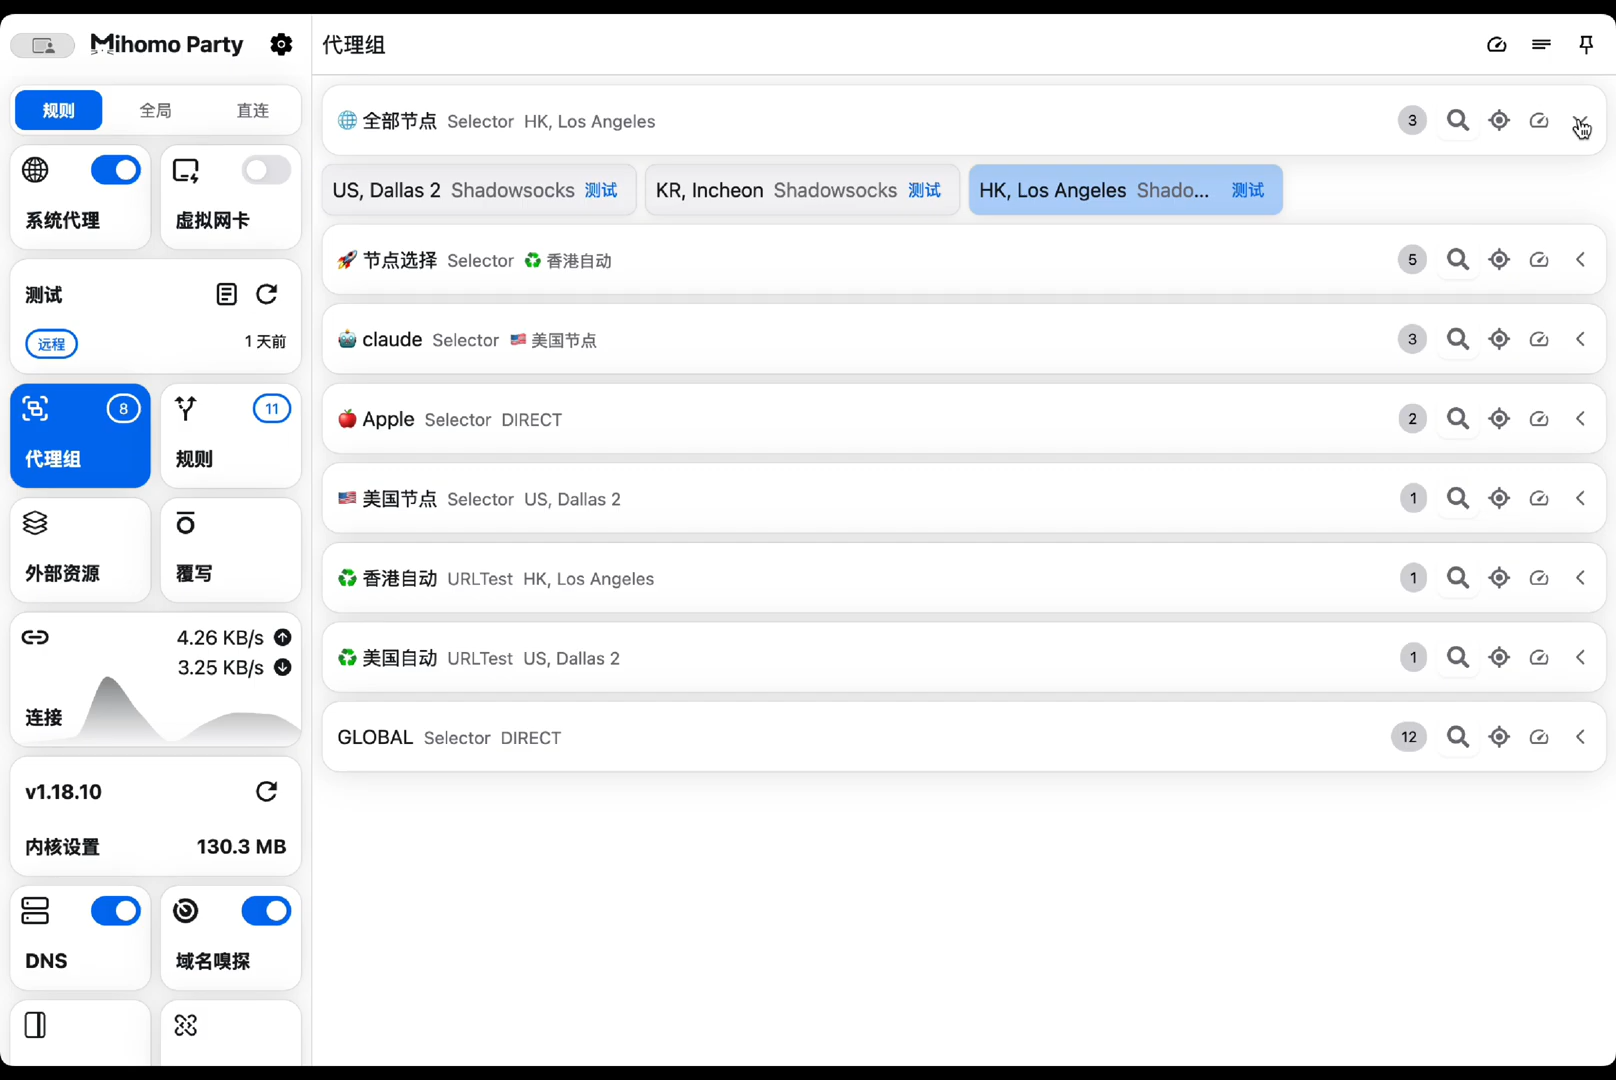 Mihomo Party
规则 全局 直连
系统代理
虚拟网卡
测试
远程 1 天前
8
代理组
11
规则
外部资源
覆写
4.26 KB/s
3.25 KB/s
连接
v1.18.10
内核设置 130.3 MB
DNS
域名嗅探
代理组
全部节点 Selector HK, Los Angeles 3
US, Dallas 2 Shadowsocks 测试
KR, Incheon Shadowsocks 测试
HK, Los Angeles Shado... 测试
节点选择 Selector ♻️ 香港自动 5
claude Selector 🇺🇸 美国节点 3
Apple Selector DIRECT 2
美国节点 Selector US, Dallas 2 1
香港自动 URLTest HK, Los Angeles 1
美国自动 URLTest US, Dallas 2 1
GLOBAL Selector DIRECT 12